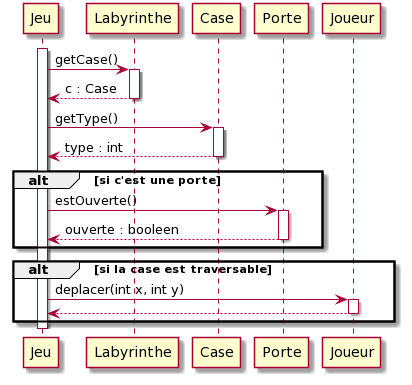 Jeu Labyrinthe Case Porte Joueur
getCase()
c : Case
getType()
type : int
alt [si c'est une porte]
estOuverte()
ouverte : booleen
alt [si la case est traversable]
deplacer(int x, int y)
Jeu Labyrinthe Case Porte Joueur